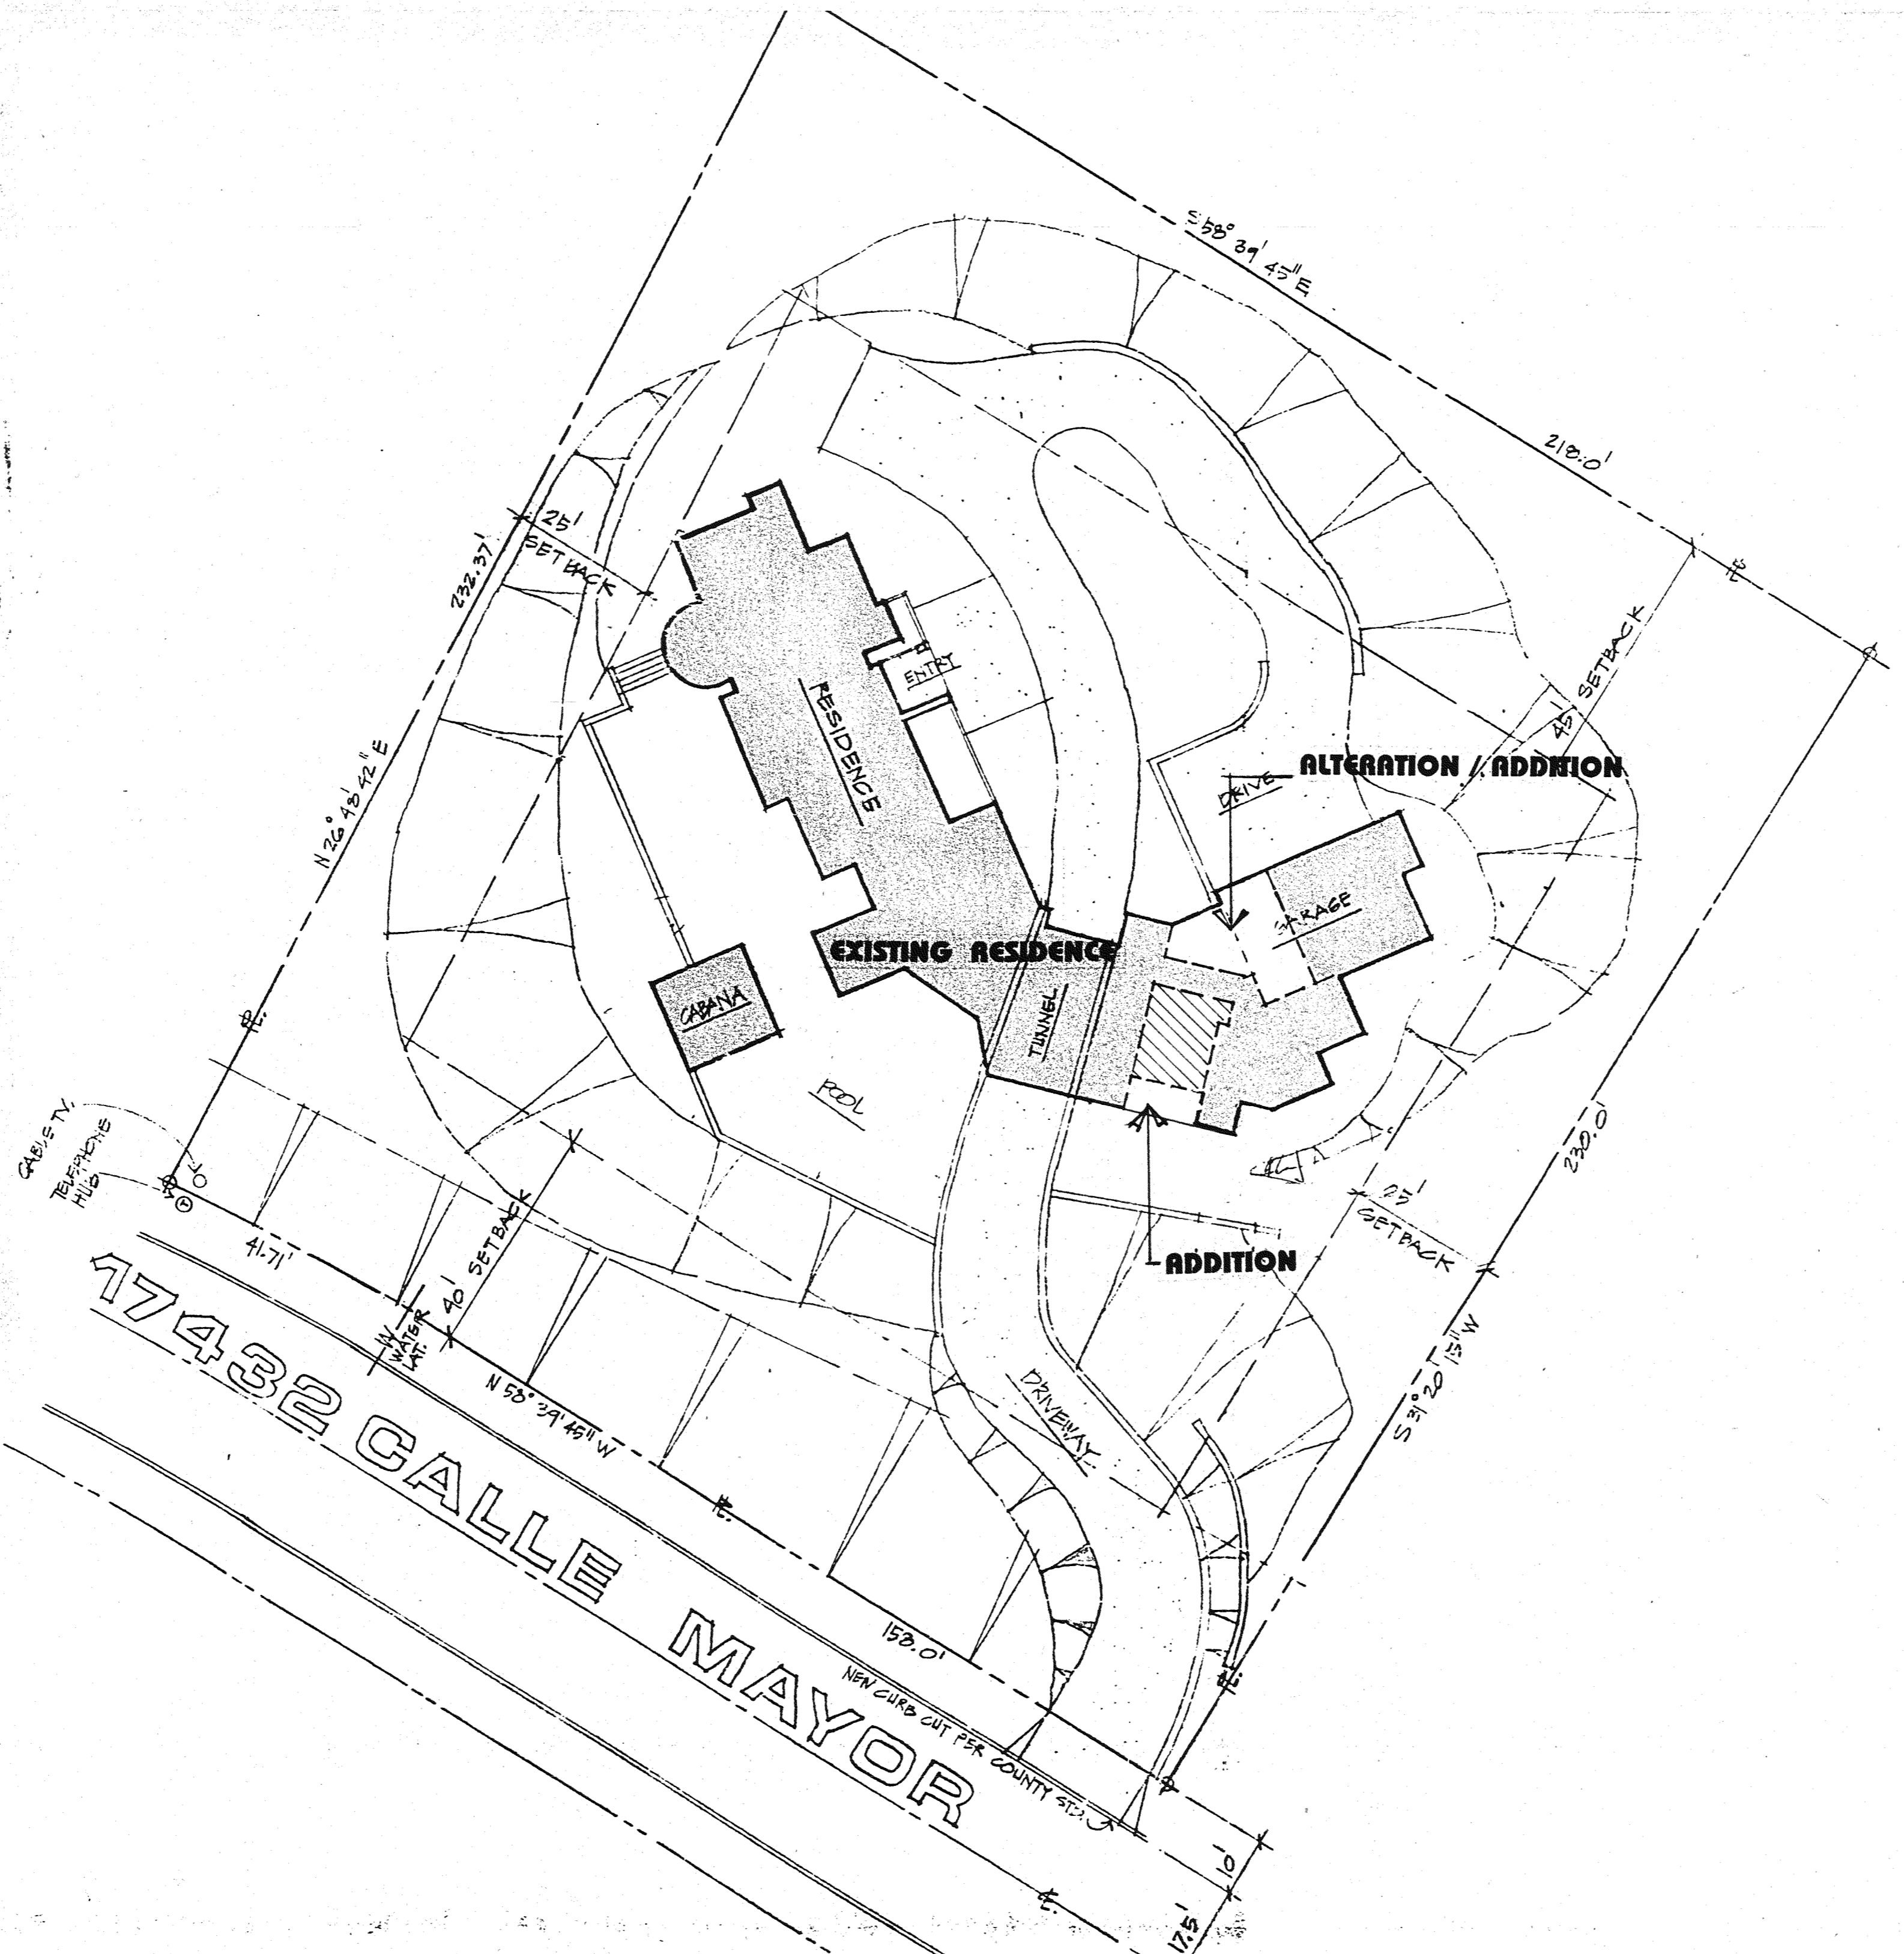 S 58° 39' 45" E
218.0'
25'
SETBACK
232.37'
45' SETBACK
ENTRY
RESIDENCE
ALTERATION / ADDITION
DRIVE
N 26° 48' 42" E
GARAGE
EXISTING RESIDENCE
CABANA
TUNNEL
POOL
CABLE TV,
TELEPHONE
HUB
T
230.0'
25'
SETBACK
40' SETBACK
41.71'
ADDITION
W
WATER
LAT.
N 58° 39' 45" W
DRIVEWAY
S 31° 20' 15" W
17432 CALLE MAYOR
153.0'
NEW CURB CUT PER COUNTY STD.
10'
17.5'